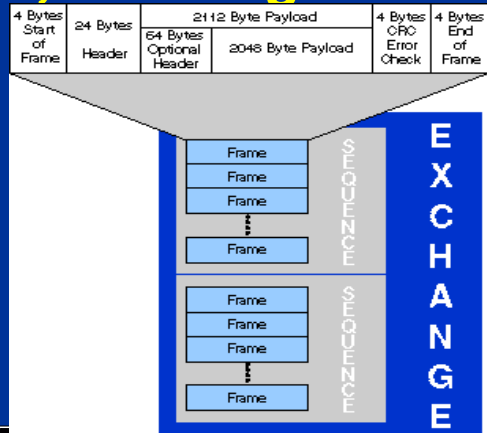 4 Bytes
Start
of
Frame
24 Bytes
Header
2112 Byte Payload
64 Bytes
Optional
Header
2048 Byte Payload
4 Bytes
CRC
Error
Check
4 Bytes
End
of
Frame
Frame
Frame
Frame
Frame
SEQUENCE
Frame
Frame
Frame
Frame
SEQUENCE
EXCHANGE